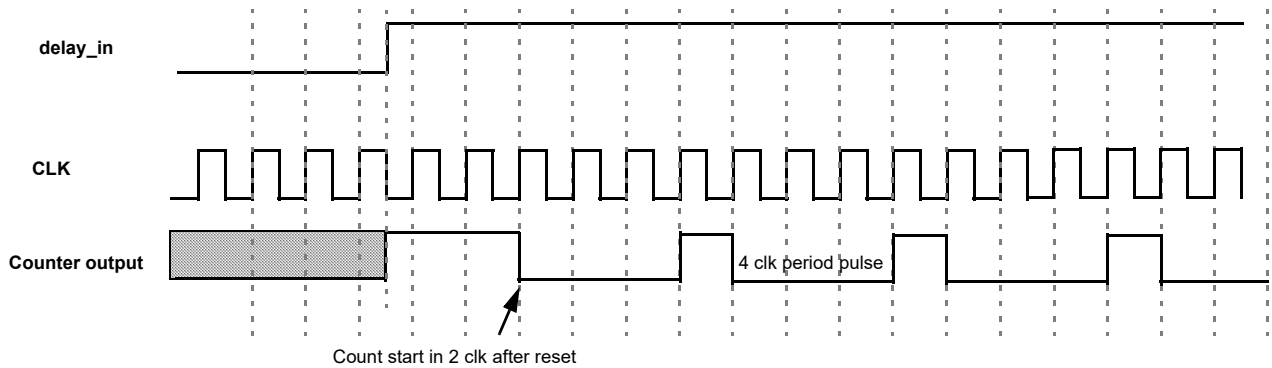 delay_in
CLK
Counter output
4 clk period pulse
Count start in 2 clk after reset